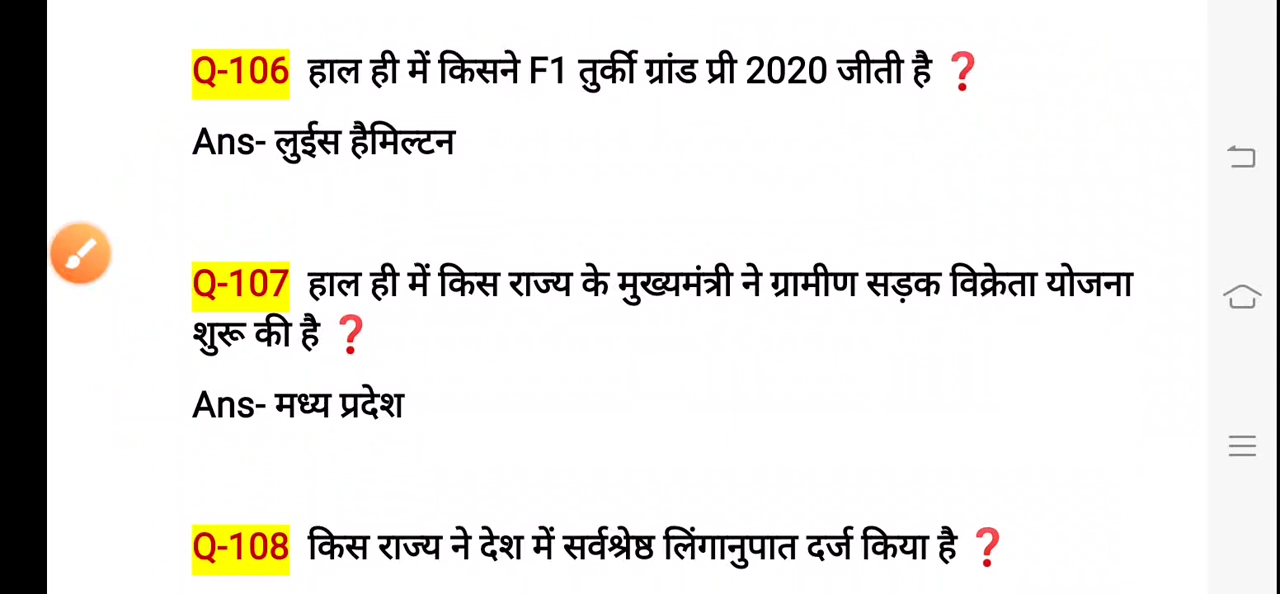 Q-106 हाल ही में किसने F1 तुर्की ग्रांड प्री 2020 जीती है ❓
Ans- लुईस हैमिल्टन
Q-107 हाल ही में किस राज्य के मुख्यमंत्री ने ग्रामीण सड़क विक्रेता योजना
शुरू की है ❓
Ans- मध्य प्रदेश
Q-108 किस राज्य ने देश में सर्वश्रेष्ठ लिंगानुपात दर्ज किया है ❓